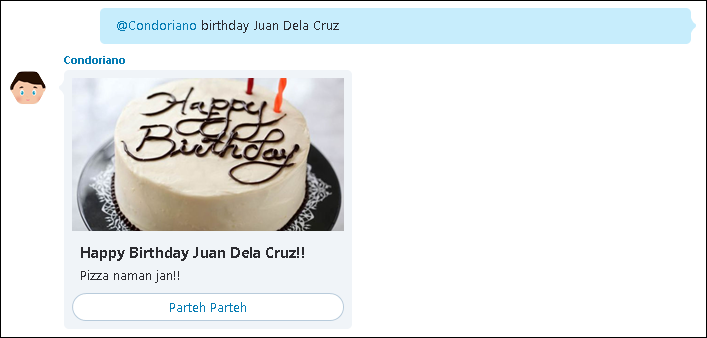 @Condoriano birthday Juan Dela Cruz
Condoriano
Happy
Birthday
Happy Birthday Juan Dela Cruz!!
Pizza naman jan!!
Parteh Parteh